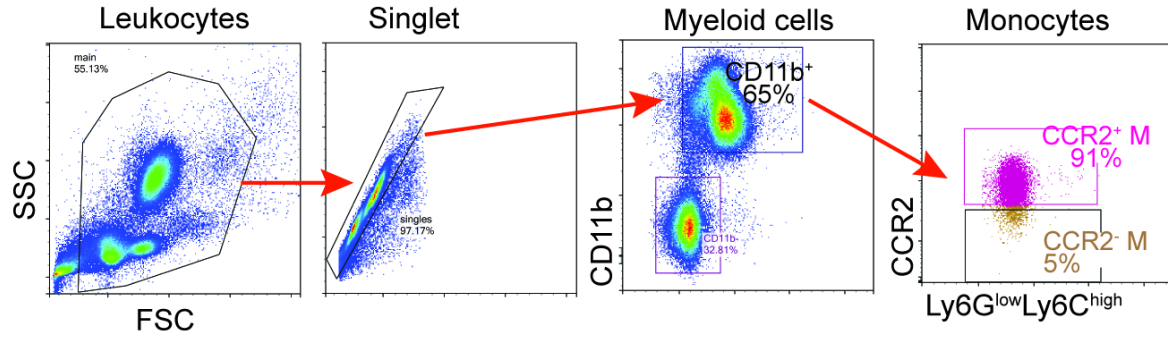 Leukocytes
Singlet
Myeloid cells
Monocytes
main
55.13%
singles
97.17%
CD11b⁺
65%
CD11b-
32.81%
CCR2⁺ M
91%
CCR2⁻ M
5%
SSC
FSC
CD11b
CCR2
Ly6GˡᵒʷLy6Cʰⁱᵍʰ